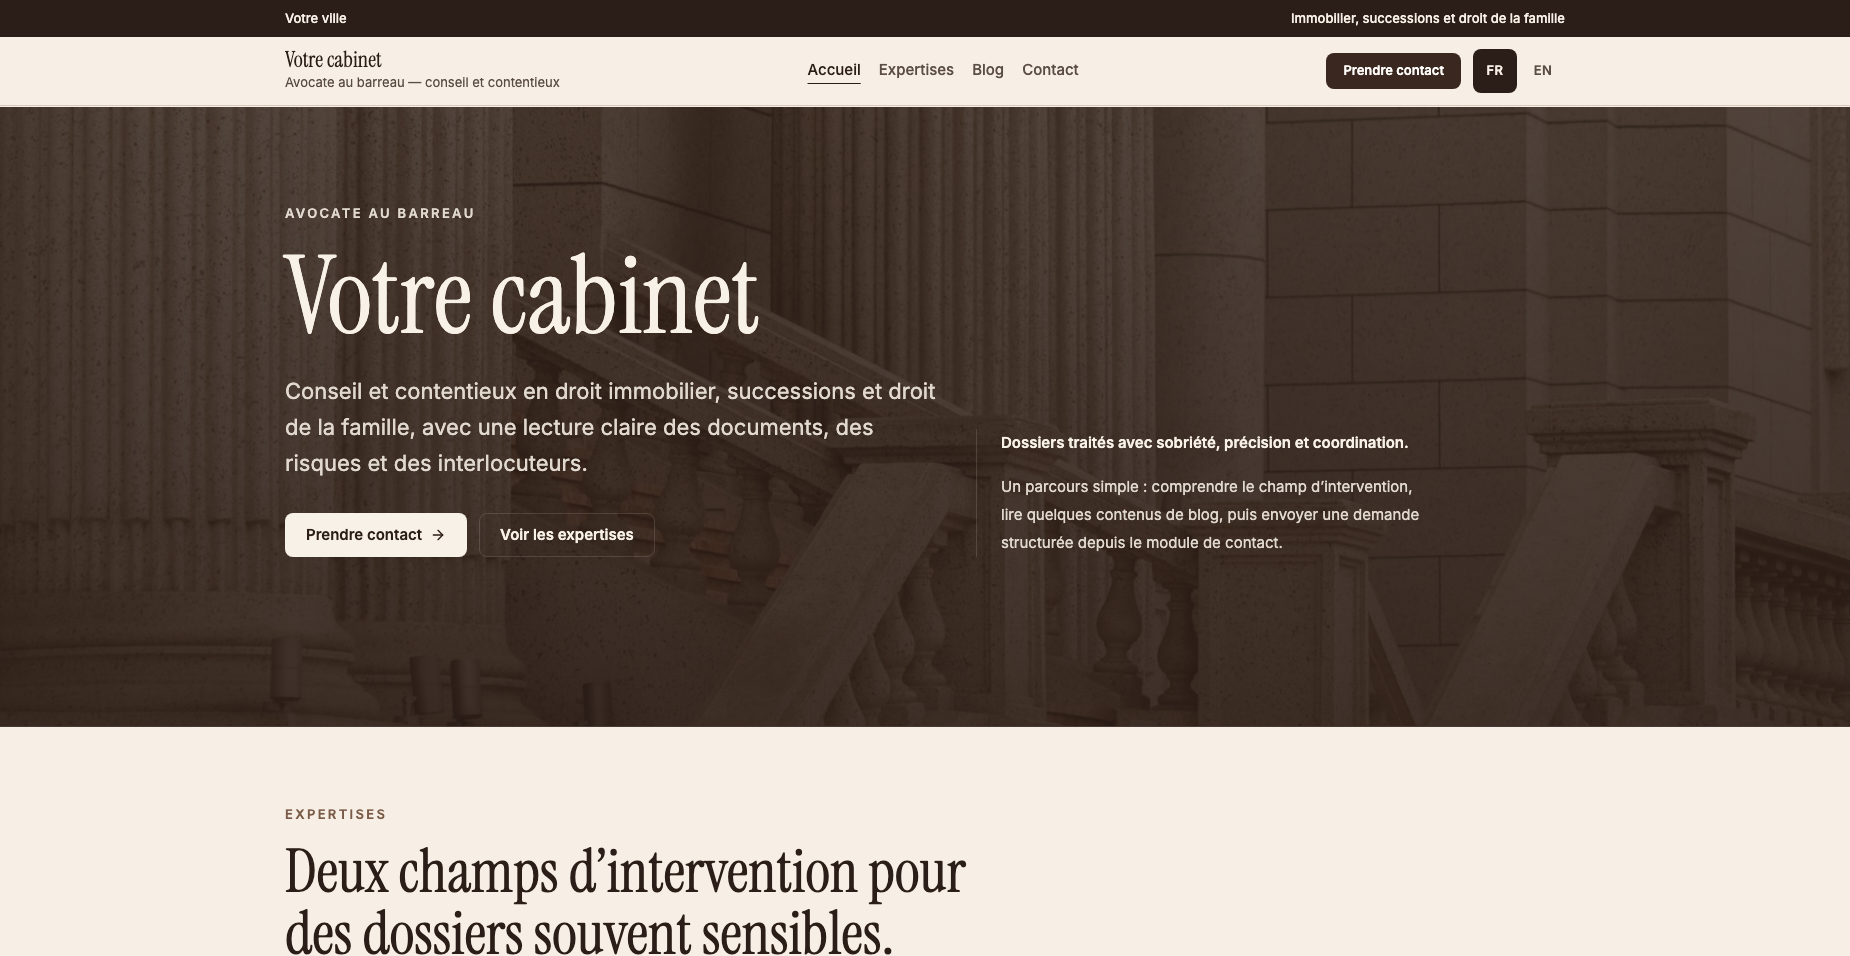 Votre ville
Immobilier, successions et droit de la famille
Votre cabinet
Avocate au barreau — conseil et contentieux
Accueil
Expertises
Blog
Contact
Prendre contact
FR
EN
AVOCATE AU BARREAU
Votre cabinet
Conseil et contentieux en droit immobilier, successions et droit
de la famille, avec une lecture claire des documents, des
risques et des interlocuteurs.
Prendre contact →
Voir les expertises
Dossiers traités avec sobriété, précision et coordination.
Un parcours simple : comprendre le champ d’intervention,
lire quelques contenus de blog, puis envoyer une demande
structurée depuis le module de contact.
EXPERTISES
Deux champs d’intervention pour
des dossiers souvent sensibles.